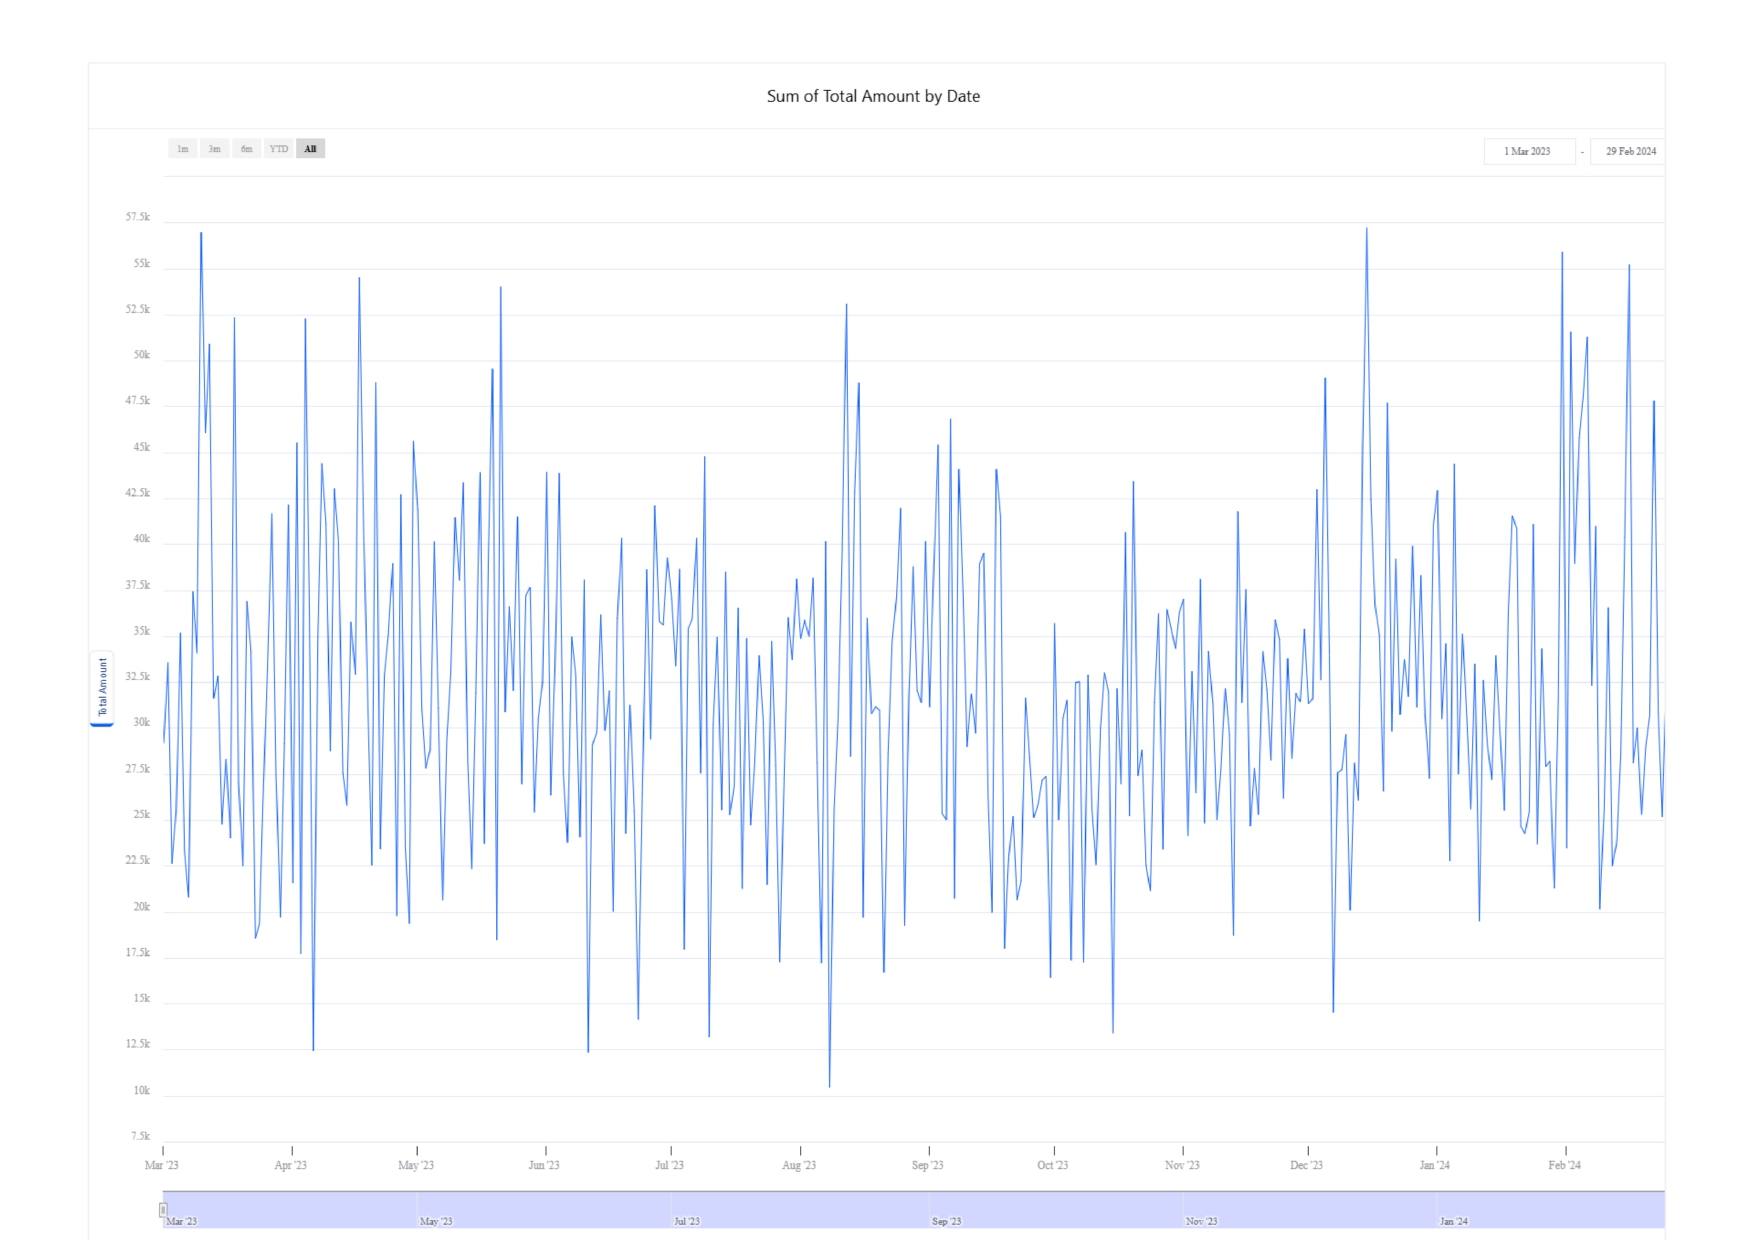 Sum of Total Amount by Date
1m 3m 6m YTD All
1 Mar 2023 - 29 Feb 2024
57.5k
55k
52.5k
50k
47.5k
45k
42.5k
40k
37.5k
35k
32.5k
30k
27.5k
25k
22.5k
20k
17.5k
15k
12.5k
10k
7.5k
Total Amount
Mar '23 Apr '23 May '23 Jun '23 Jul '23 Aug '23 Sep '23 Oct '23 Nov '23 Dec '23 Jan '24 Feb '24
Mar '23 May '23 Jul '23 Sep '23 Nov '23 Jan '24